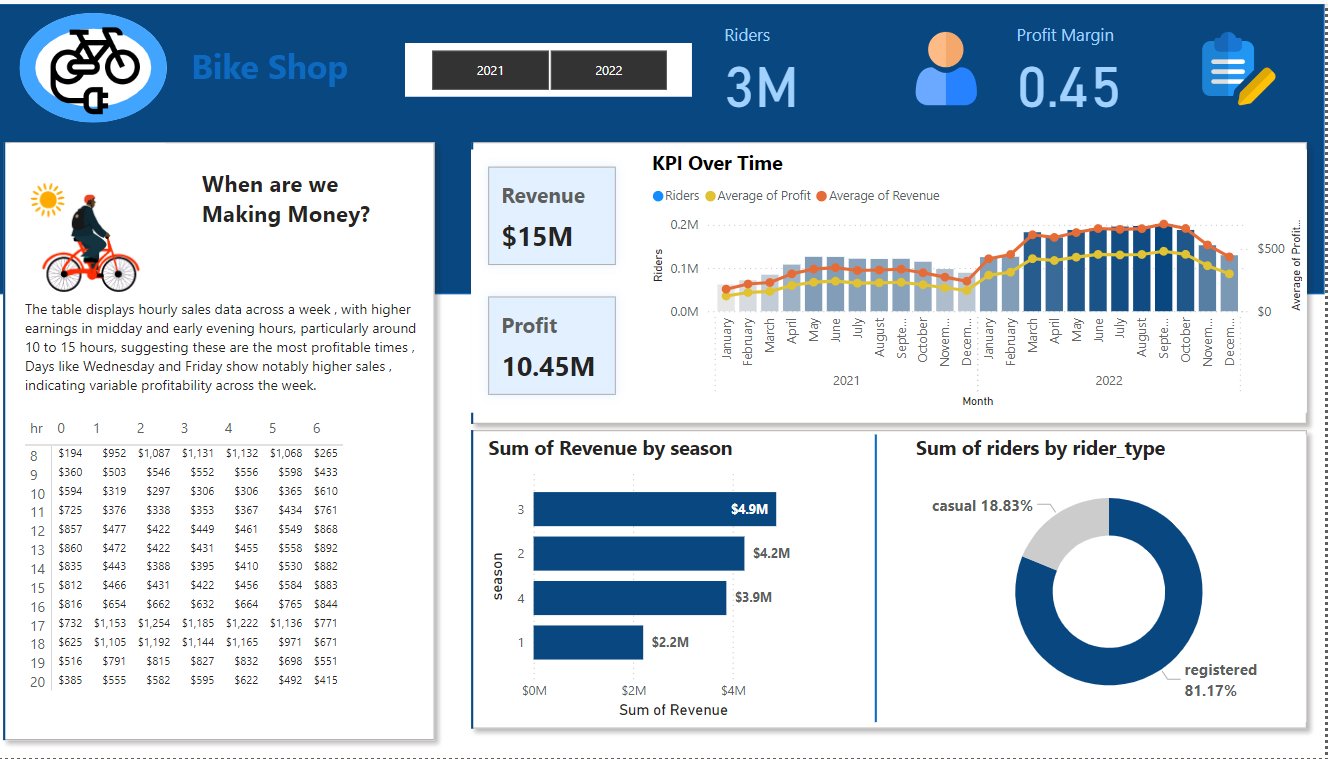 Bike Shop
2021
2022
Riders
3M
Profit Margin
0.45
When are we
Making Money?
The table displays hourly sales data across a week , with higher
earnings in midday and early evening hours, particularly around
10 to 15 hours, suggesting these are the most profitable times ,
Days like Wednesday and Friday show notably higher sales ,
indicating variable profitability across the week.
hr 0 1 2 3 4 5 6
8 $194 $952 $1,087 $1,131 $1,132 $1,068 $265
9 $360 $503 $546 $552 $556 $598 $433
10 $594 $319 $297 $306 $306 $365 $610
11 $725 $376 $338 $353 $367 $434 $761
12 $857 $477 $422 $449 $461 $549 $868
13 $860 $472 $422 $431 $455 $558 $892
14 $835 $443 $388 $395 $410 $530 $882
15 $812 $466 $431 $422 $456 $584 $883
16 $816 $654 $662 $632 $664 $765 $844
17 $732 $1,153 $1,254 $1,185 $1,222 $1,136 $771
18 $625 $1,105 $1,192 $1,144 $1,165 $971 $671
19 $516 $791 $815 $827 $832 $698 $551
20 $385 $555 $582 $595 $622 $492 $415
Revenue
$15M
Profit
10.45M
KPI Over Time
Riders Average of Profit Average of Revenue
Riders
0.2M
0.1M
0.0M
$500
$0
Average of Profit...
January February March April May June July August Septe... October Novem... Decem... January February March April May June July August Septe... October Novem... Decem...
2021 2022
Month
Sum of Revenue by season
season
3 $4.9M
2 $4.2M
4 $3.9M
1 $2.2M
$0M $2M $4M
Sum of Revenue
Sum of riders by rider_type
casual 18.83%
registered
81.17%